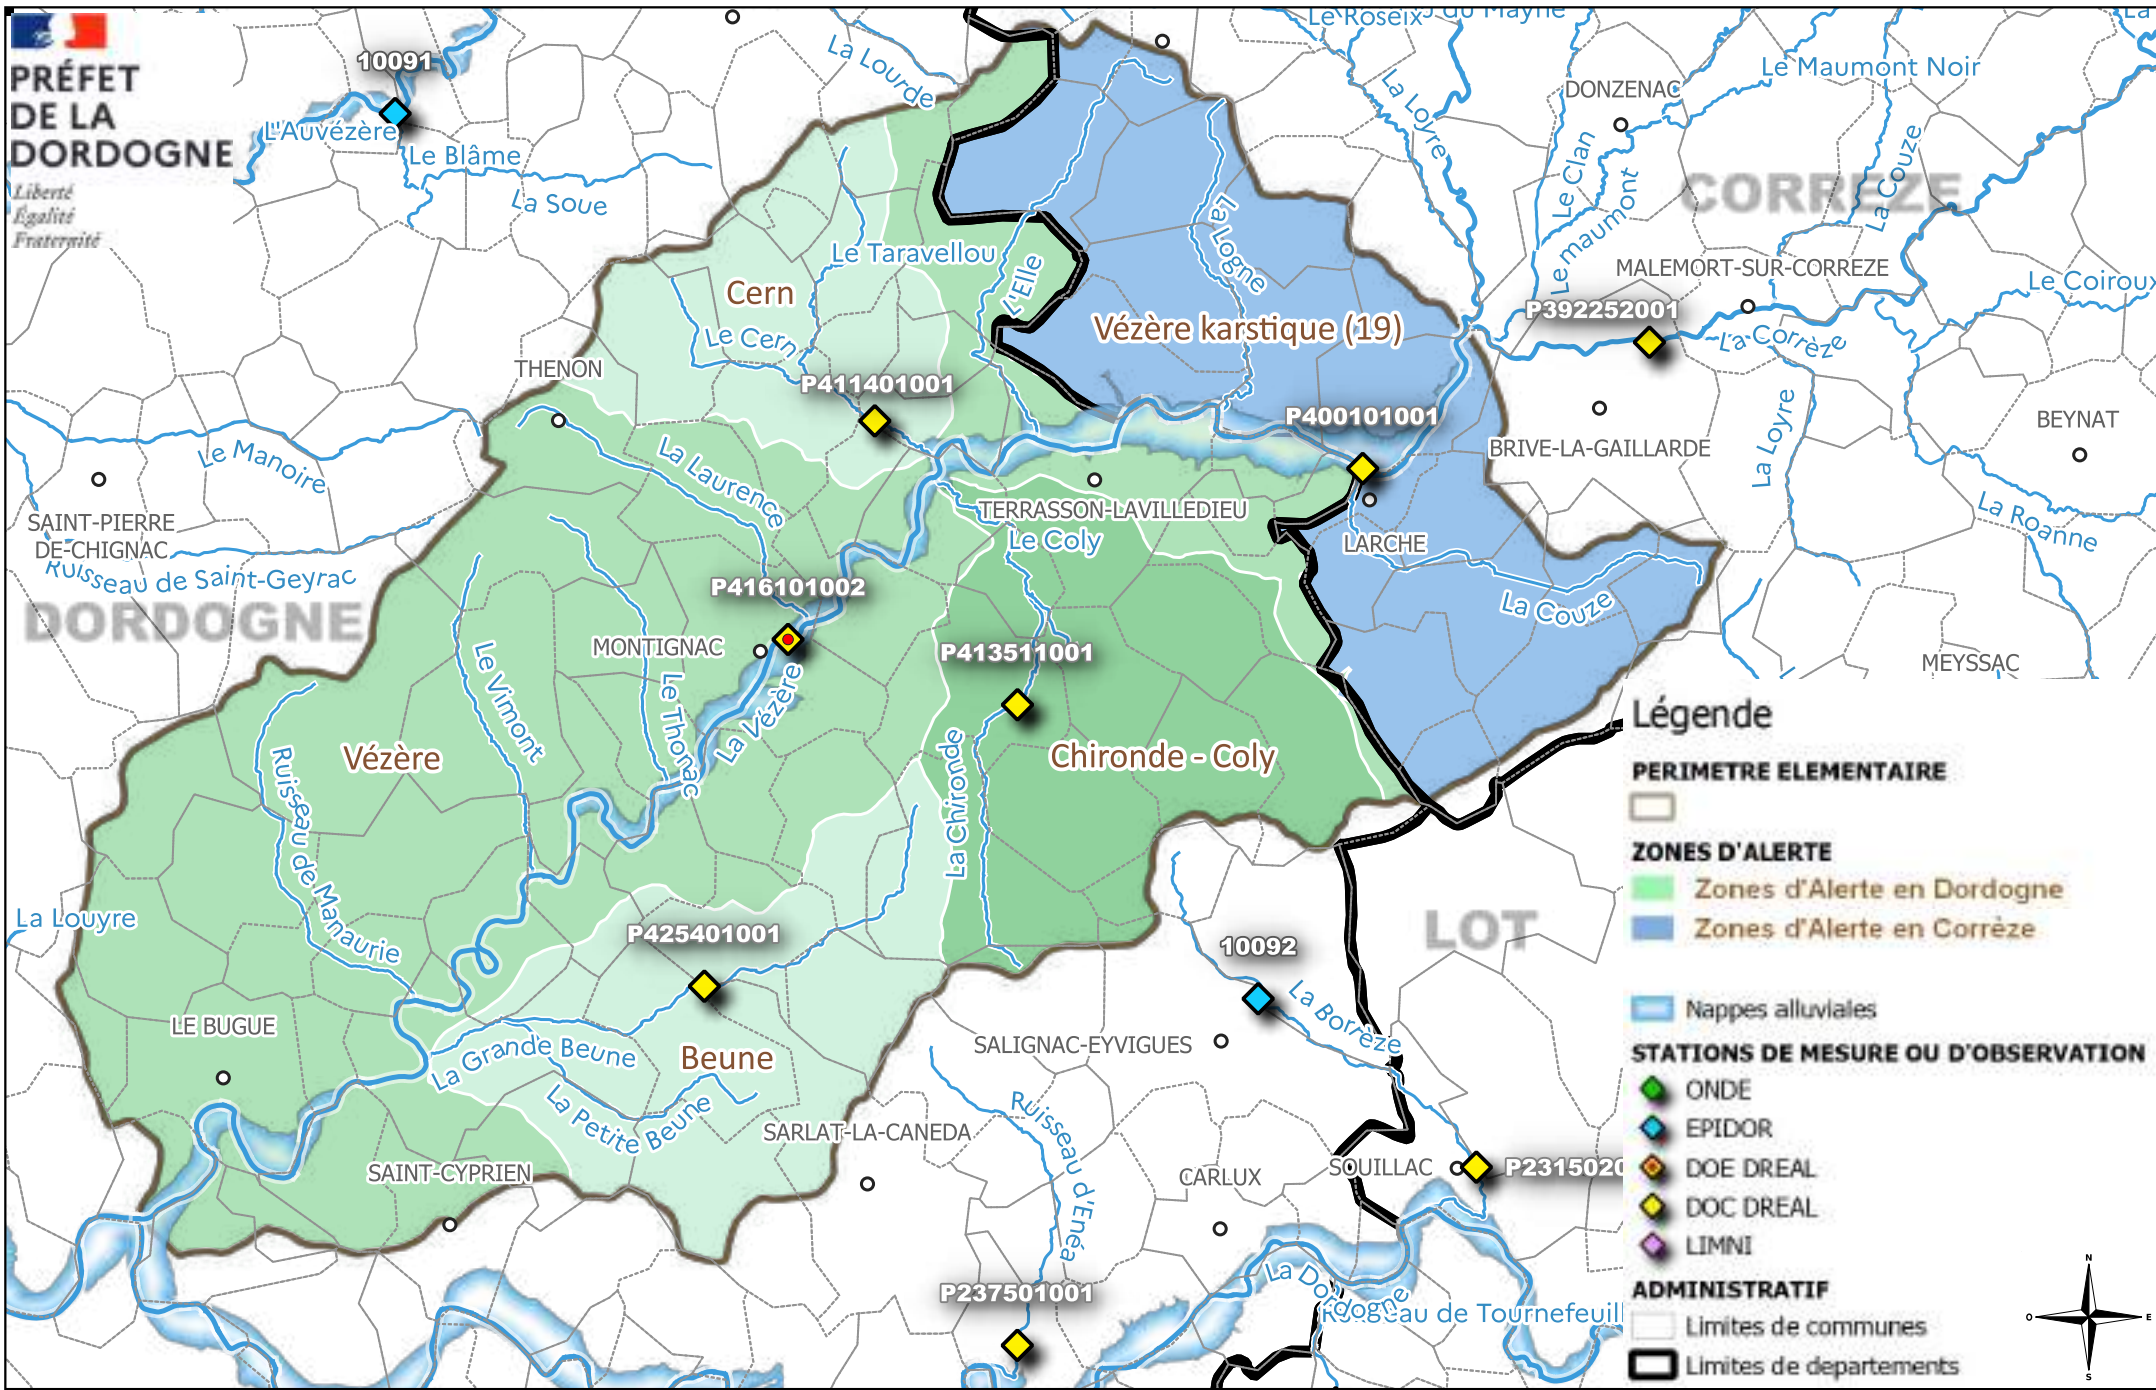 PRÉFET
DE LA
DORDOGNE
Liberté
Égalité
Fraternité
10091
L'Auvézère
Le Blâme
La Soue
La Lourde
Le Roseix
du Mayne
La Loyre
DONZENAC
Le Maumont Noir
Le Clan
Le maumont
CORRÈZE
La Couze
MALEMORT-SUR-CORREZE
Le Coiroux
P392252001
La Corrèze
Le Taravellou
L'Elle
La Logne
Cern
Vézère karstique (19)
Le Cern
THENON
P411401001
P400101001
BRIVE-LA-GAILLARDE
La Loyre
BEYNAT
Le Manoire
La Laurence
SAINT-PIERRE
DE-CHIGNAC
TERRASSON-LAVILLEDIEU
Le Coly
LARCHE
La Roanne
Ruisseau de Saint-Geyrac
DORDOGNE
P416101002
La Couze
MONTIGNAC
P413511001
MEYSSAC
Le Vimont
Le Thonac
La Vézère
Vézère
Chironde - Coly
Ruisseau de Manaurie
La Chironde
La Louyre
P425401001
10092
LOT
LE BUGUE
La Borrèze
SALIGNAC-EYVIGUES
La Grande Beune
Beune
La Petite Beune
Ruisseau d'Enéa
SARLAT-LA-CANEDA
SAINT-CYPRIEN
CARLUX
SOUILLAC
P2315020
P237501001
La Dordogne
de Tournefeuill
Légende
PERIMETRE ELEMENTAIRE
ZONES D'ALERTE
Zones d'Alerte en Dordogne
Zones d'Alerte en Corrèze
Nappes alluviales
STATIONS DE MESURE OU D'OBSERVATION
ONDE
EPIDOR
DOE DREAL
DOC DREAL
LIMNI
ADMINISTRATIF
Limites de communes
Limites de departements
N
O
E
S